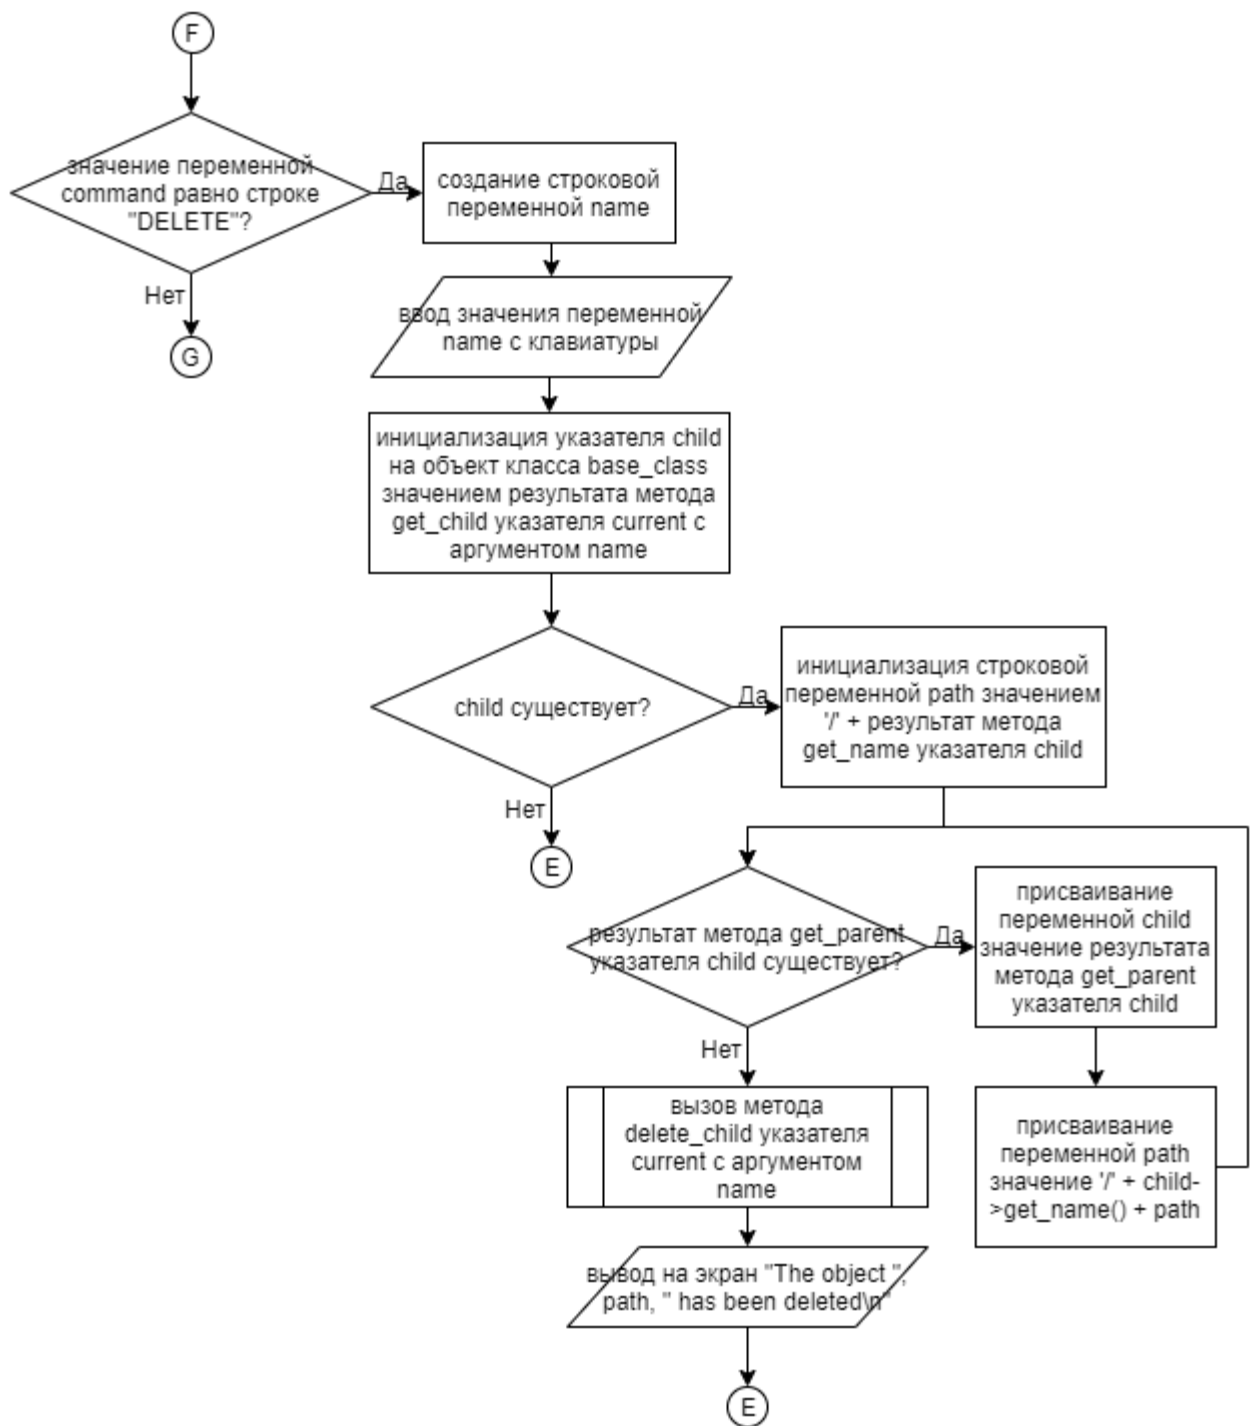 F
значение переменной
command равно строке
"DELETE"?
Да
создание строковой
переменной name
Нет
G
ввод значения переменной
name с клавиатуры
инициализация указателя child
на объект класса base_class
значением результата метода
get_child указателя current с
аргументом name
child существует?
Да
инициализация строковой
переменной path значением
'/' + результат метода
get_name указателя child
Нет
E
результат метода get_parent
указателя child существует?
Да
присваивание
переменной child
значение результата
метода get_parent
указателя child
Нет
вызов метода
delete_child указателя
current с аргументом
name
присваивание
переменной path
значение '/' + child-
>get_name() + path
вывод на экран "The object ",
path, " has been deleted\n"
E